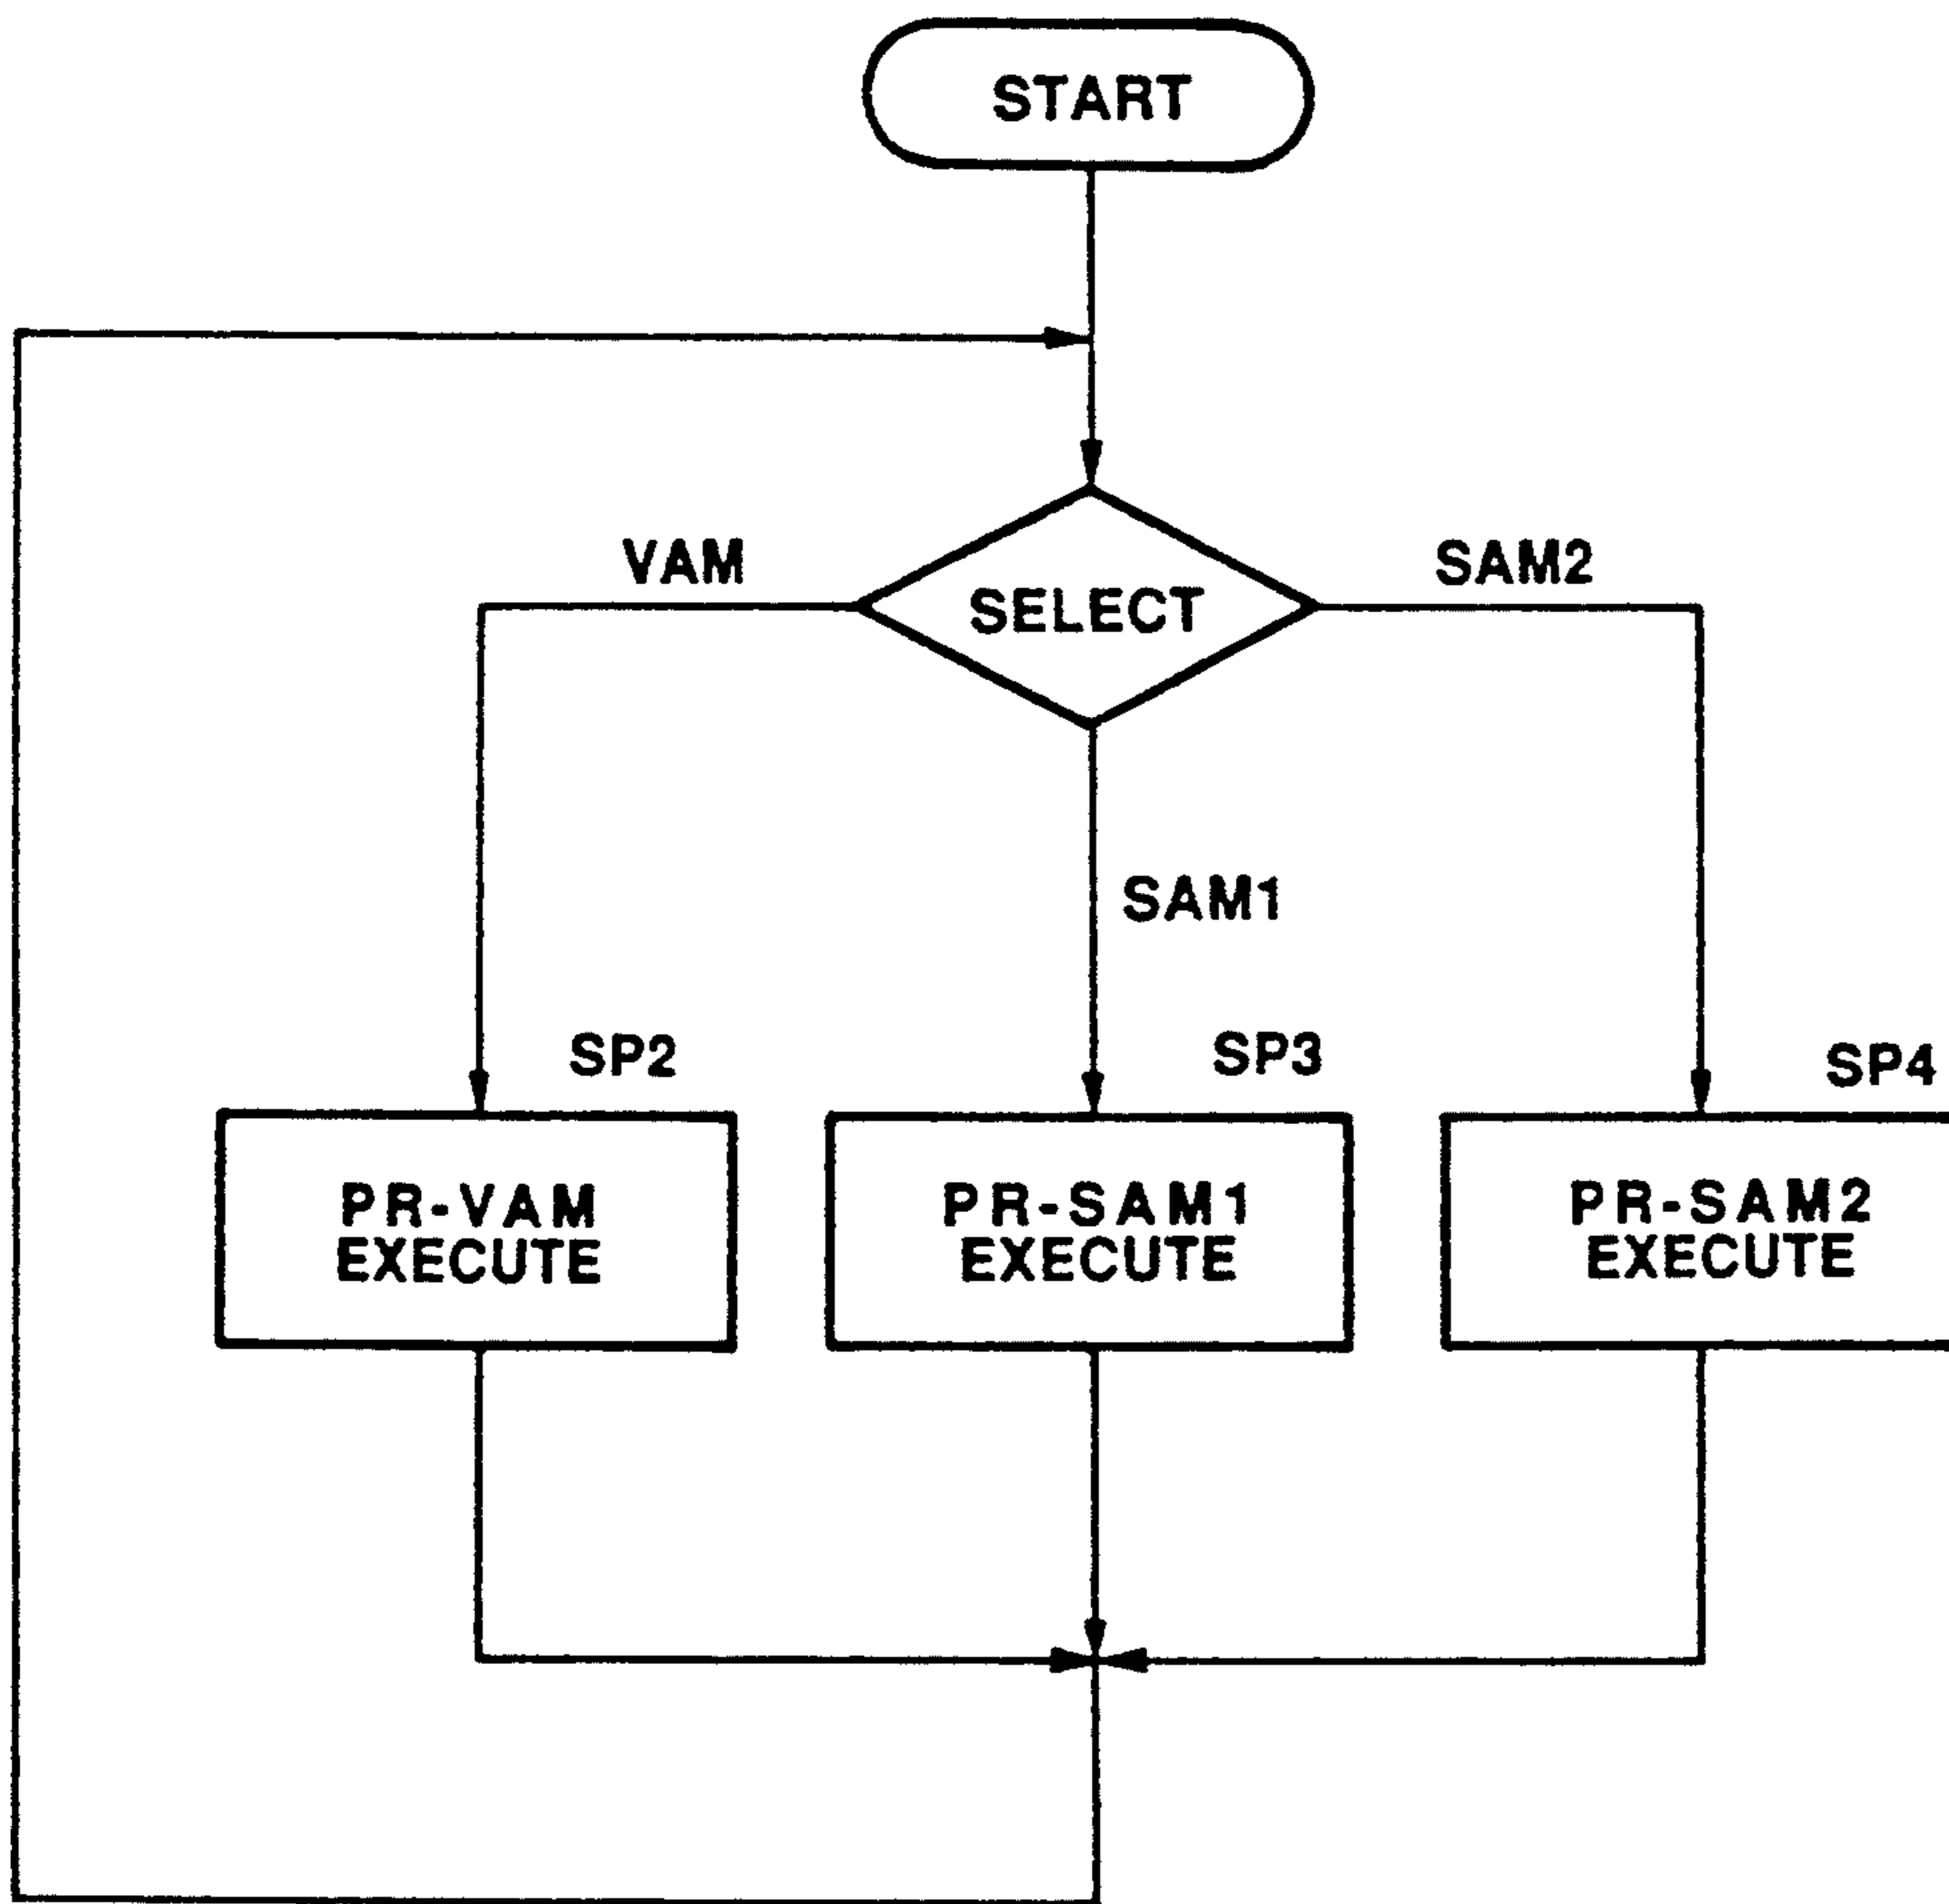 START
VAM
SAM2
SELECT
SAM1
SP2
SP3
SP4
PR-VAM
EXECUTE
PR-SAM1
EXECUTE
PR-SAM2
EXECUTE